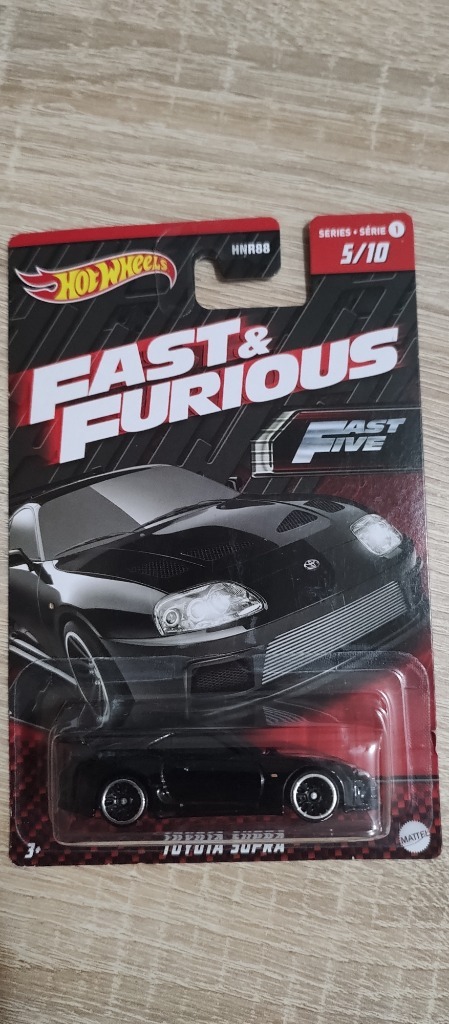 HOT WHEELS
HNR88
SERIES • SÉRIE 1
5/10
FAST &
FURIOUS
FAST
FIVE
3+
TOYOTA SUPRA
MATTEL